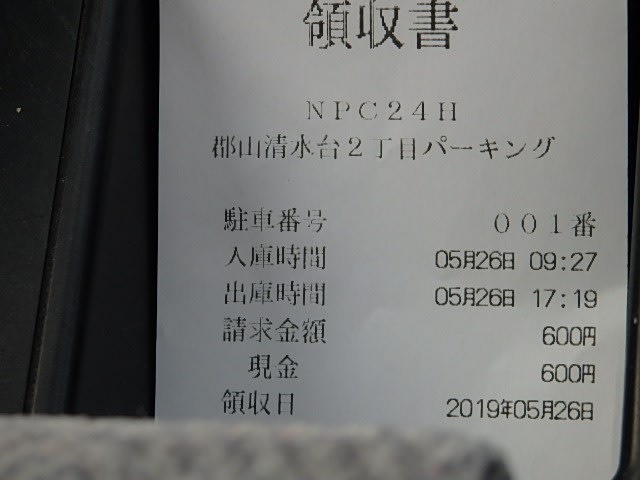 領収書
NPC24H
郡山清水台2丁目パーキング
駐車番号 001番
入庫時間 05月26日 09:27
出庫時間 05月26日 17:19
請求金額 600円
現金 600円
領収日 2019年05月26日